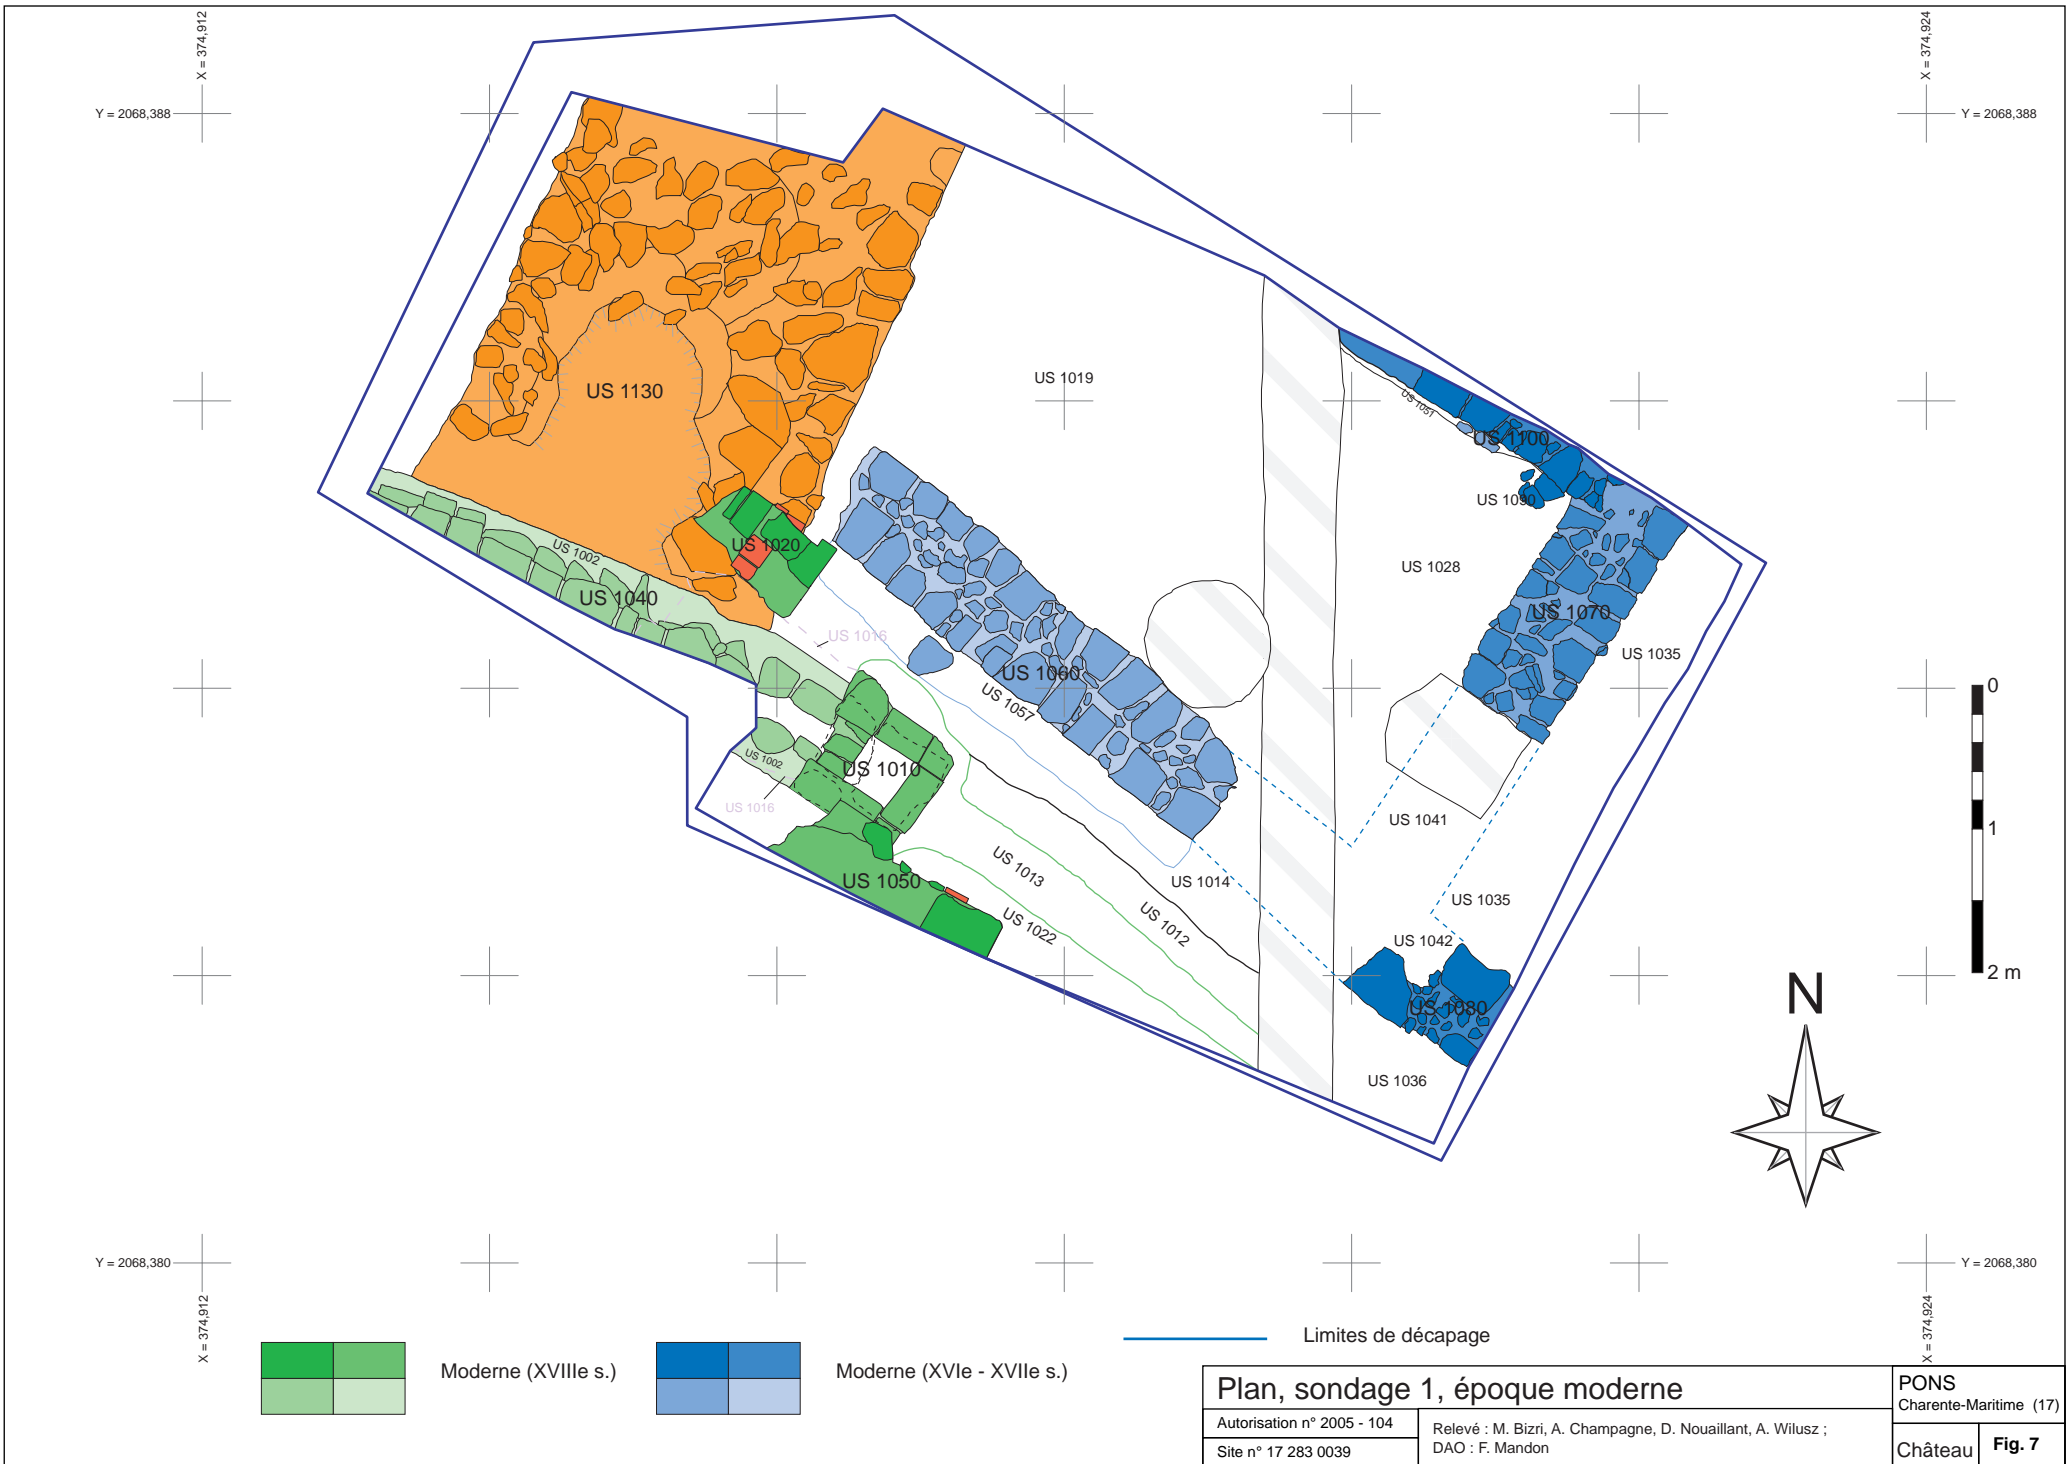 X = 374,912
X = 374,924
Y = 2068,388
Y = 2068,388
US 1019
US 1130
US 1051
US 1100
US 1090
US 1020
US 1002
US 1028
US 1040
US 1070
US 1016
US 1035
US 1060
US 1057
US 1002
US 1010
US 1016
US 1041
US 1013
US 1050
US 1014
US 1035
US 1012
US 1022
US 1042
US 1080
US 1036
0
1
2 m
N
Y = 2068,380
Y = 2068,380
X = 374,912
X = 374,924
Moderne (XVIIIe s.)
Moderne (XVIe - XVIIe s.)
Limites de décapage
Plan, sondage 1, époque moderne
Autorisation n° 2005 - 104
Site n° 17 283 0039
Relevé : M. Bizri, A. Champagne, D. Nouaillant, A. Wilusz ;
DAO : F. Mandon
PONS
Charente-Maritime (17)
Château
Fig. 7